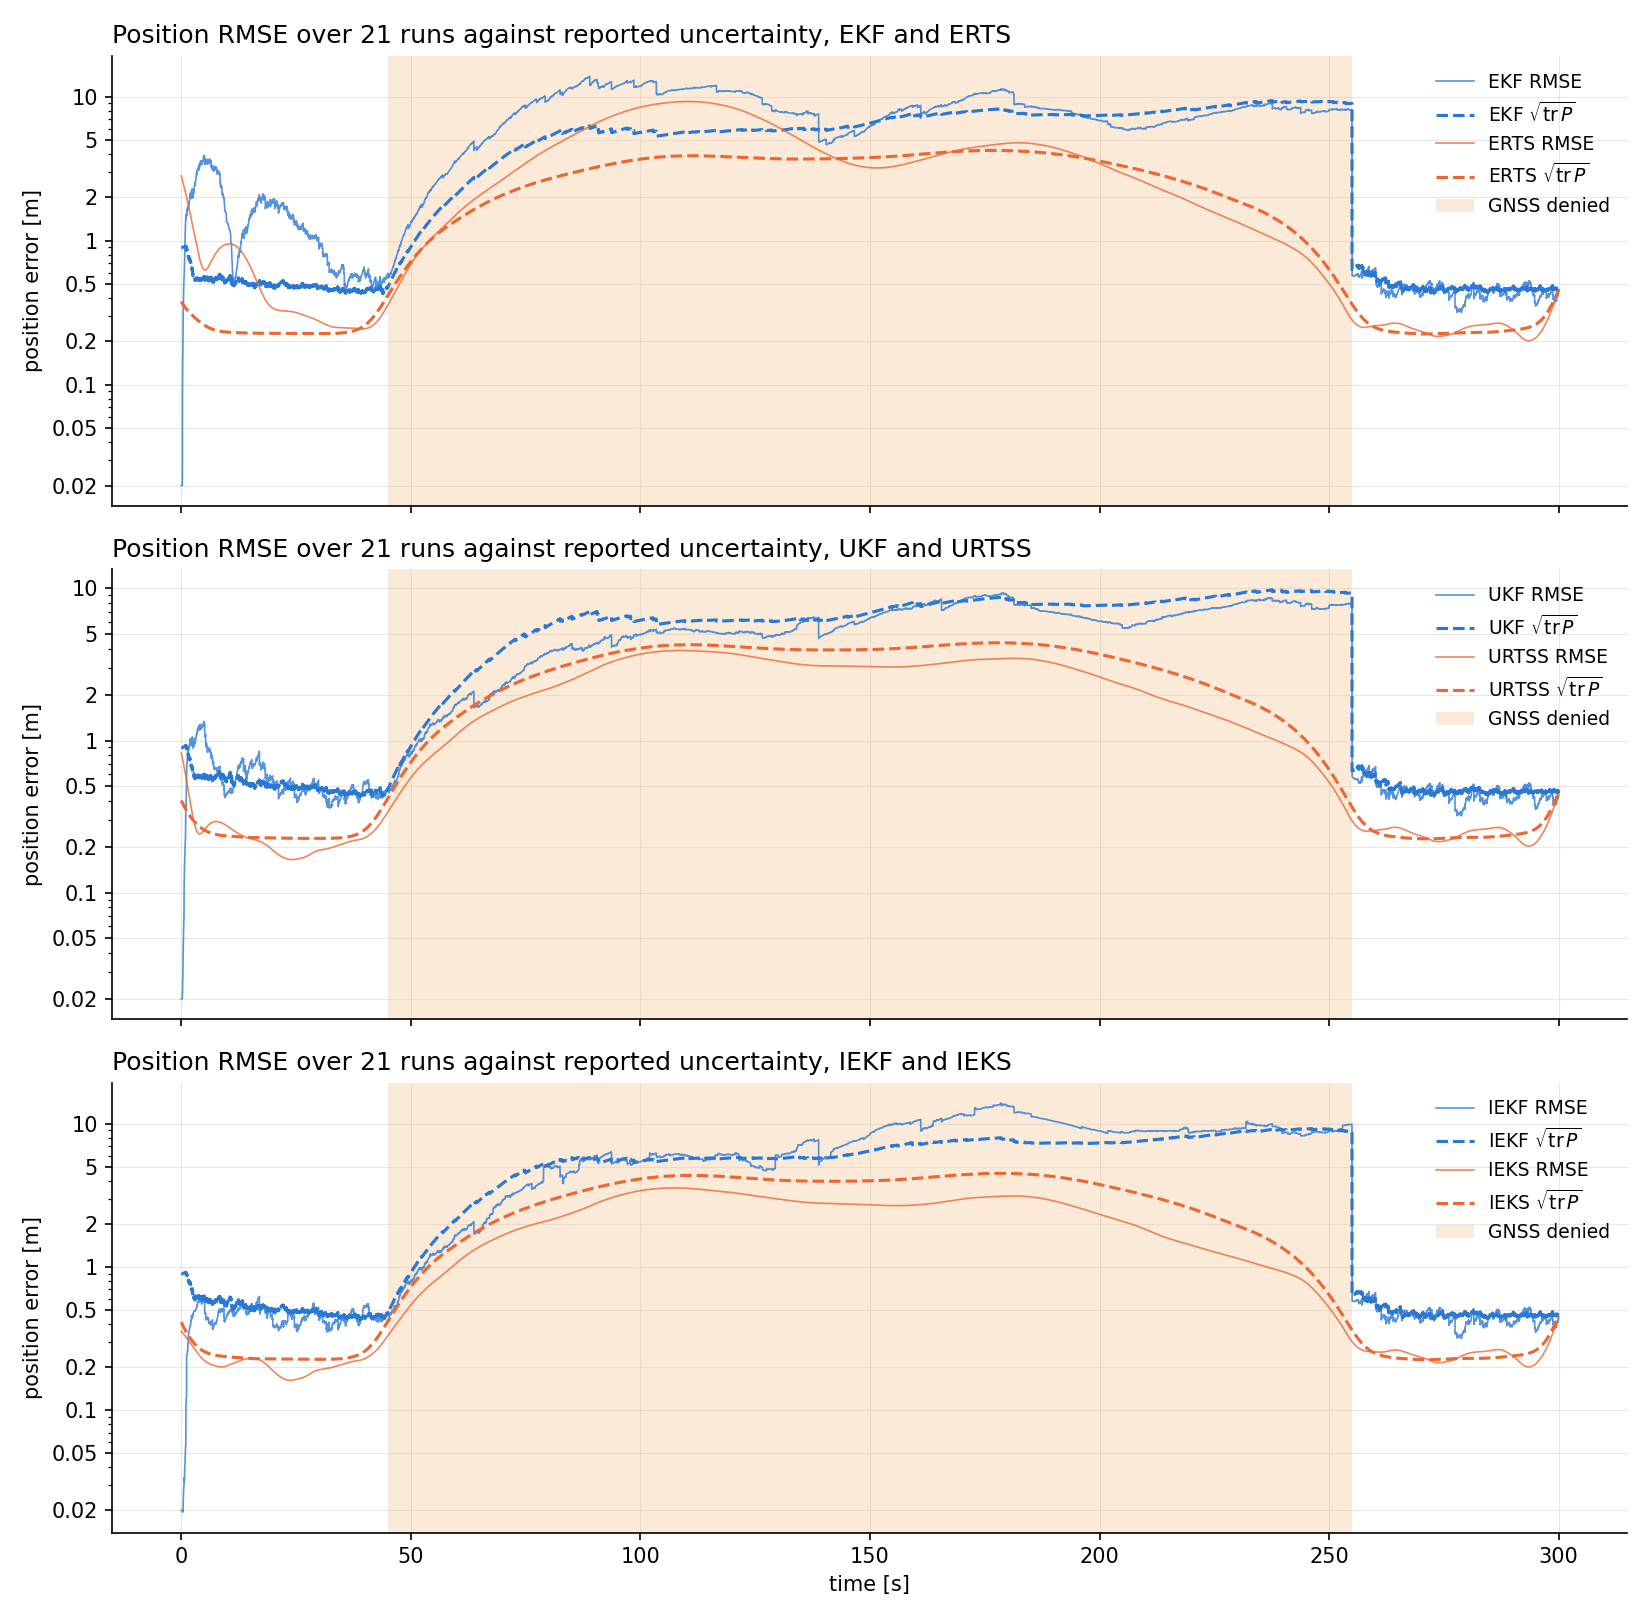 Position RMSE over 21 runs against reported uncertainty, EKF and ERTS
position error [m]
10
5
2
1
0.5
0.2
0.1
0.05
0.02
EKF RMSE
EKF √tr P
ERTS RMSE
ERTS √tr P
GNSS denied
Position RMSE over 21 runs against reported uncertainty, UKF and URTSS
position error [m]
10
5
2
1
0.5
0.2
0.1
0.05
0.02
UKF RMSE
UKF √tr P
URTSS RMSE
URTSS √tr P
GNSS denied
Position RMSE over 21 runs against reported uncertainty, IEKF and IEKS
position error [m]
10
5
2
1
0.5
0.2
0.1
0.05
0.02
IEKF RMSE
IEKF √tr P
IEKS RMSE
IEKS √tr P
GNSS denied
0 50 100 150 200 250 300
time [s]